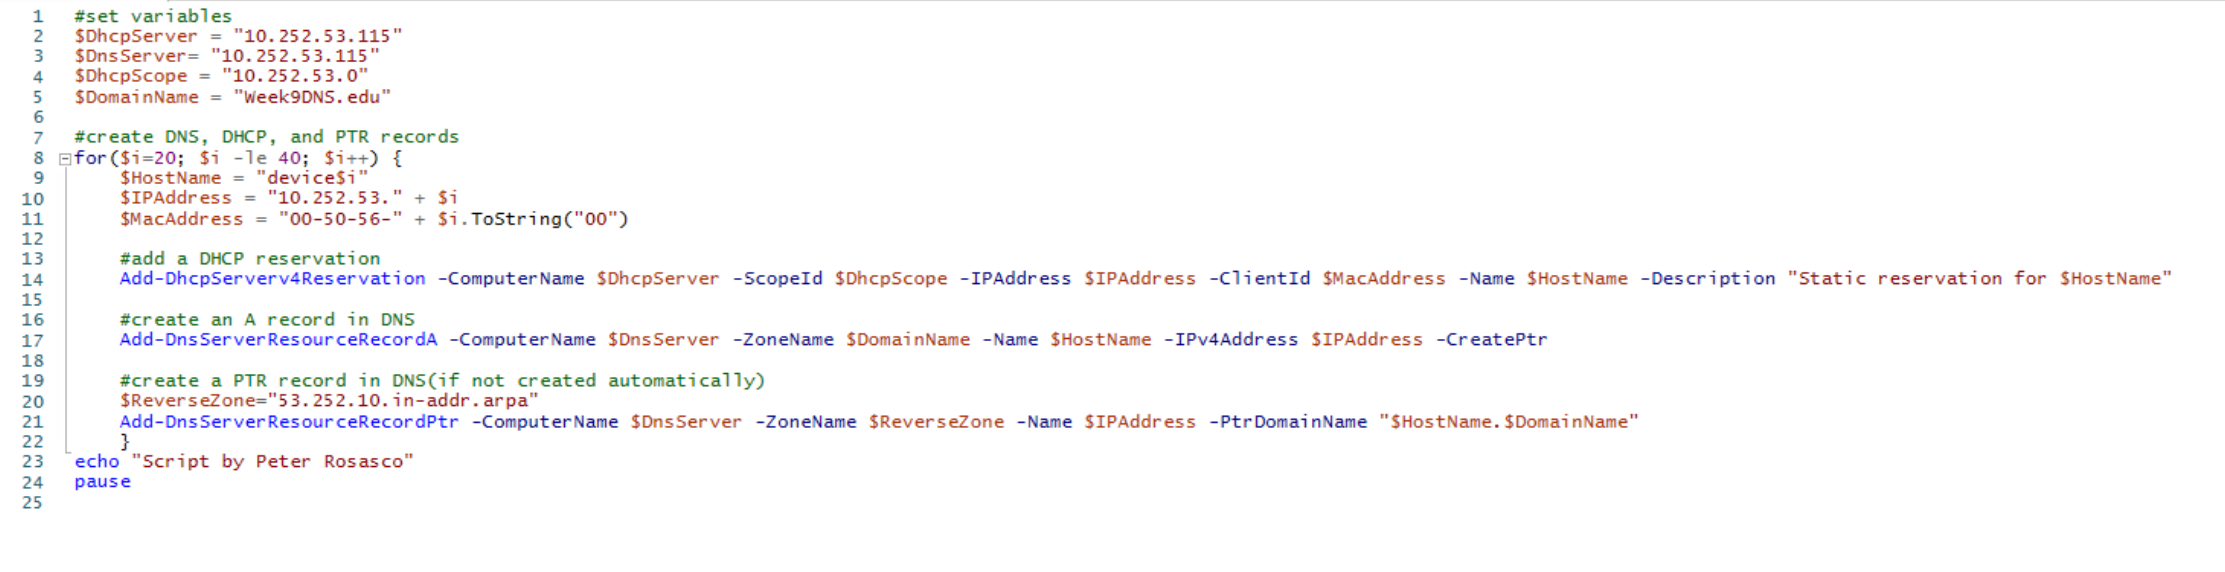 1 #set variables
2 $DhcpServer = "10.252.53.115"
3 $DnsServer= "10.252.53.115"
4 $DhcpScope = "10.252.53.0"
5 $DomainName = "Week9DNS.edu"
6
7 #create DNS, DHCP, and PTR records
8 for($i=20; $i -le 40; $i++) {
9 $HostName = "device$i"
10 $IPAddress = "10.252.53." + $i
11 $MacAddress = "00-50-56-" + $i.ToString("00")
12
13 #add a DHCP reservation
14 Add-DhcpServerv4Reservation -ComputerName $DhcpServer -ScopeId $DhcpScope -IPAddress $IPAddress -ClientId $MacAddress -Name $HostName -Description "Static reservation for $HostName"
15
16 #create an A record in DNS
17 Add-DnsServerResourceRecordA -ComputerName $DnsServer -ZoneName $DomainName -Name $HostName -IPv4Address $IPAddress -CreatePtr
18
19 #create a PTR record in DNS(if not created automatically)
20 $ReverseZone="53.252.10.in-addr.arpa"
21 Add-DnsServerResourceRecordPtr -ComputerName $DnsServer -ZoneName $ReverseZone -Name $IPAddress -PtrDomainName "$HostName.$DomainName"
22 }
23 echo "Script by Peter Rosasco"
24 pause
25